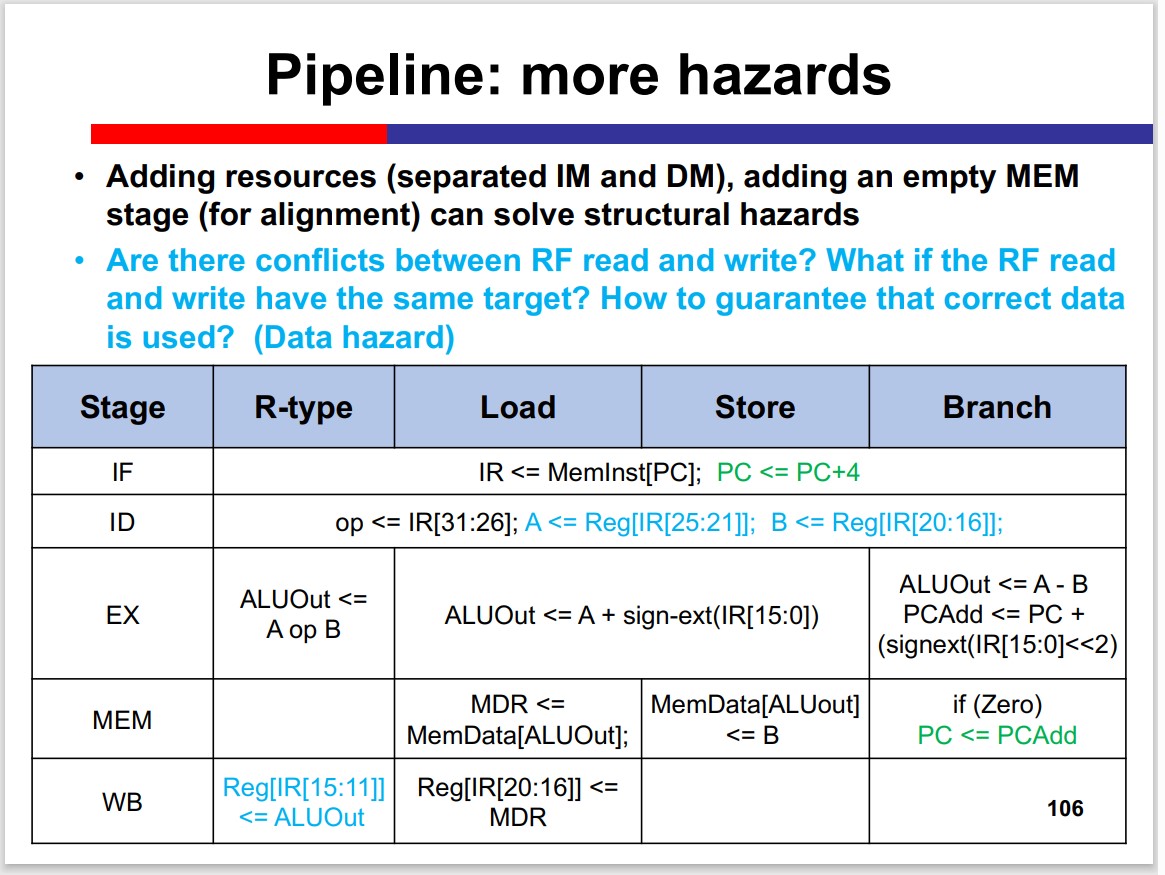 Pipeline: more hazards
• Adding resources (separated IM and DM), adding an empty MEM
stage (for alignment) can solve structural hazards
• Are there conflicts between RF read and write? What if the RF read
and write have the same target? How to guarantee that correct data
is used?  (Data hazard)
Stage R-type Load Store Branch
IF IR <= MemInst[PC];  PC <= PC+4
ID op <= IR[31:26]; A <= Reg[IR[25:21]];  B <= Reg[IR[20:16]];
EX
ALUOut <=
A op B
ALUOut <= A + sign-ext(IR[15:0])
ALUOut <= A - B
PCAdd <= PC +
(signext(IR[15:0]<<2)
MEM
MDR <=
MemData[ALUOut];
MemData[ALUout]
<= B
if (Zero)
PC <= PCAdd
WB
Reg[IR[15:11]]
<= ALUOut
Reg[IR[20:16]] <=
MDR
106